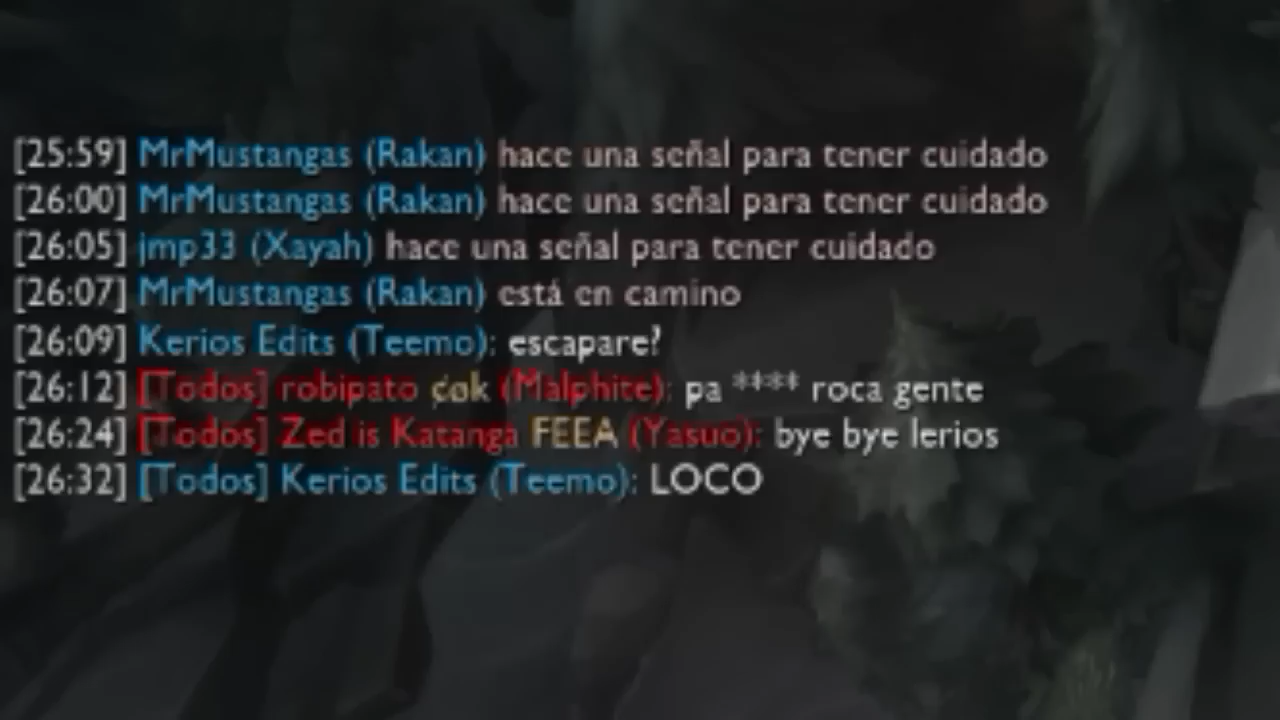 [25:59] MrMustangas (Rakan) hace una señal para tener cuidado
[26:00] MrMustangas (Rakan) hace una señal para tener cuidado
[26:05] jmp33 (Xayah) hace una señal para tener cuidado
[26:07] MrMustangas (Rakan) está en camino
[26:09] Kerios Edits (Teemo): escapare?
[26:12] [Todos] robipato ċøk (Malphite): pa **** roca gente
[26:24] [Todos] Zed is Katanga FEEA (Yasuo): bye bye lerios
[26:32] [Todos] Kerios Edits (Teemo): LOCO